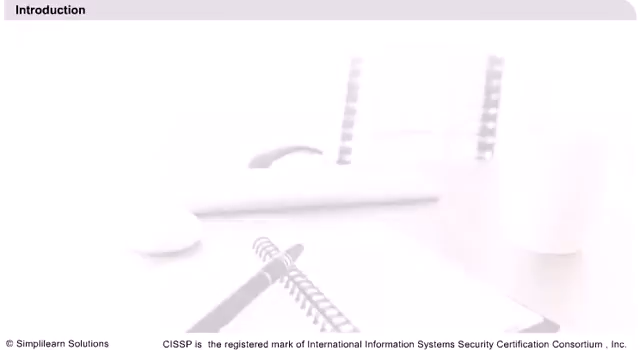 Introduction
© Simplilearn Solutions CISSP is the registered mark of International Information Systems Security Certification Consortium , Inc.